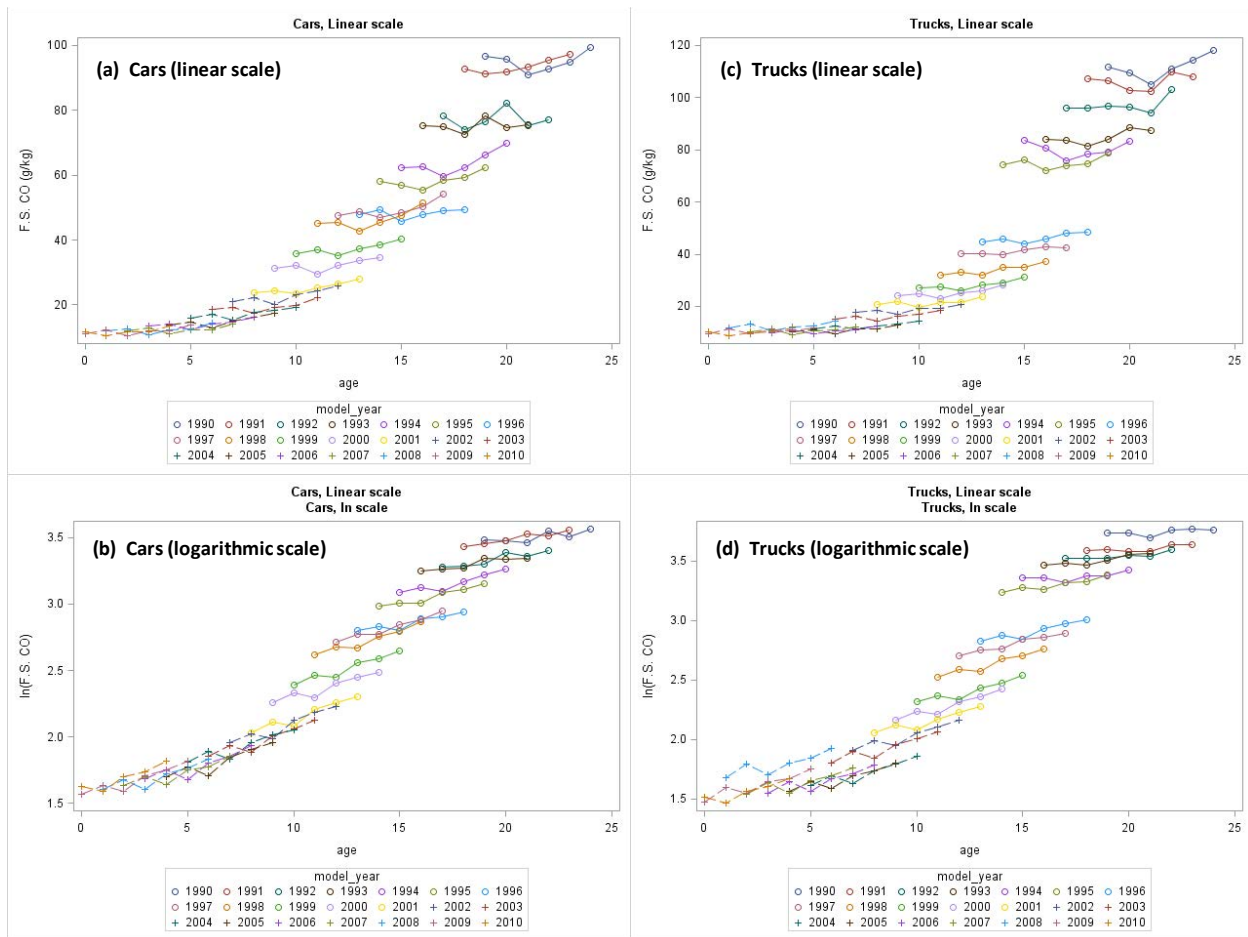 Cars, Linear scale
(a) Cars (linear scale)
100
80
60
40
20
F.S. CO (g/kg)
0 5 10 15 20 25
age
model_year
1990 1991 1992 1993 1994 1995 1996
1997 1998 1999 2000 2001 2002 2003
2004 2005 2006 2007 2008 2009 2010
Trucks, Linear scale
(c) Trucks (linear scale)
120
100
80
60
40
20
F.S. CO (g/kg)
0 5 10 15 20 25
age
model_year
1990 1991 1992 1993 1994 1995 1996
1997 1998 1999 2000 2001 2002 2003
2004 2005 2006 2007 2008 2009 2010
Cars, Linear scale
Cars, ln scale
(b) Cars (logarithmic scale)
3.5
3.0
2.5
2.0
1.5
ln(F.S. CO)
0 5 10 15 20 25
age
model_year
1990 1991 1992 1993 1994 1995 1996
1997 1998 1999 2000 2001 2002 2003
2004 2005 2006 2007 2008 2009 2010
Trucks, Linear scale
Trucks, ln scale
(d) Trucks (logarithmic scale)
3.5
3.0
2.5
2.0
1.5
ln(F.S. CO)
0 5 10 15 20 25
age
model_year
1990 1991 1992 1993 1994 1995 1996
1997 1998 1999 2000 2001 2002 2003
2004 2005 2006 2007 2008 2009 2010